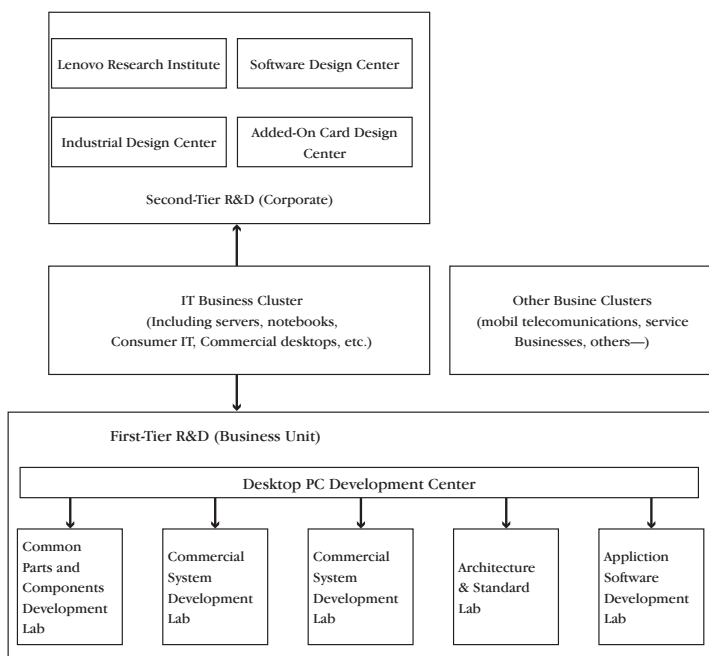 Lenovo Research Institute
Software Design Center
Industrial Design Center
Added-On Card Design
Center
Second-Tier R&D (Corporate)
IT Business Cluster
(Including servers, notebooks,
Consumer IT, Commercial desktops, etc.)
Other Busine Clusters
(mobil telecomunications, service
Businesses, others—)
First-Tier R&D (Business Unit)
Desktop PC Development Center
Common
Parts and
Components
Development
Lab
Commercial
System
Development
Lab
Commercial
System
Development
Lab
Architecture
& Standard
Lab
Appliction
Software
Development
Lab